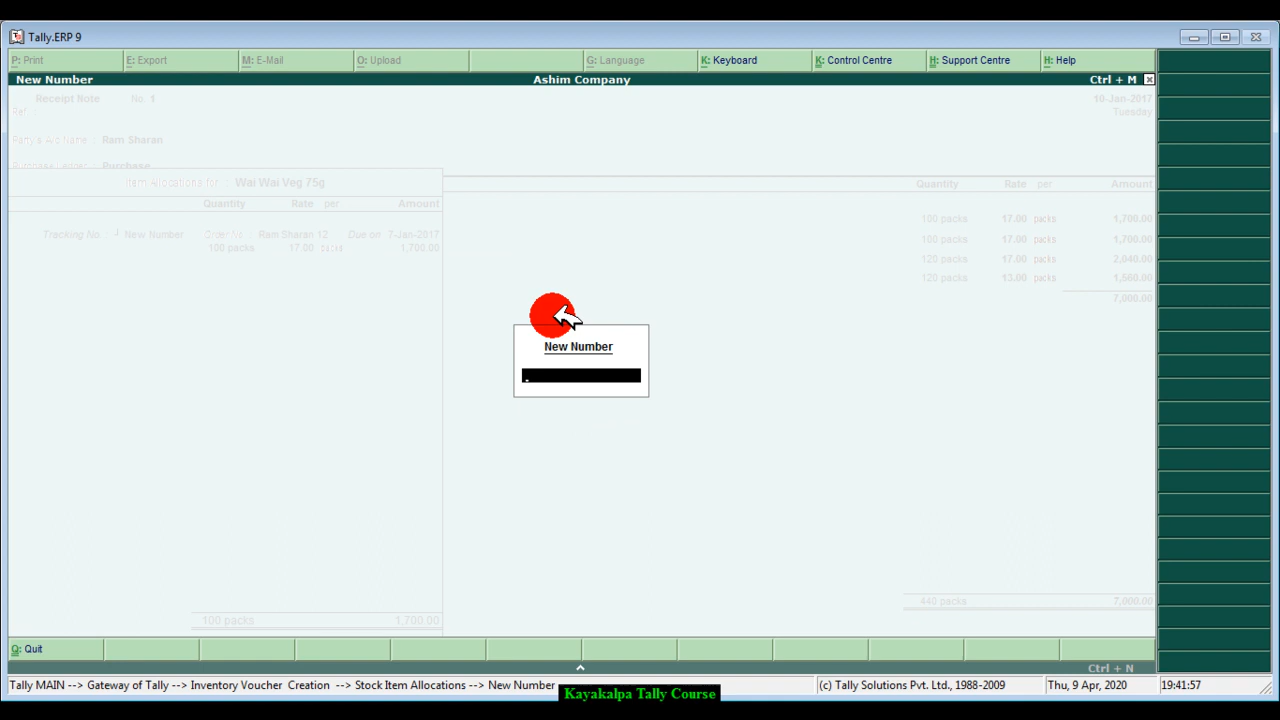 Tally.ERP 9
P: Print E: Export M: E-Mail O: Upload G: Language K: Keyboard K: Control Centre H: Support Centre H: Help
New Number Ashim Company Ctrl + M
Receipt Note No. 1 10-Jan-2017
Ref. Tuesday
Party's A/c Name : Ram Sharan
Purchase Ledger : Purchase
Item Allocations for : Wai Wai Veg 75g
Quantity Rate per Amount Quantity Rate per Amount
100 packs 17.00 packs 1,700.00
Tracking No. : New Number Order No. : Ram Sharan 12 Due on : 7-Jan-2017
100 packs 17.00 packs 1,700.00 100 packs 17.00 packs 1,700.00
120 packs 17.00 packs 2,040.00
120 packs 13.00 packs 1,560.00
7,000.00
New Number
100 packs 1,700.00 440 packs 7,000.00
Q: Quit
Ctrl + N
Tally MAIN --> Gateway of Tally --> Inventory Voucher Creation --> Stock Item Allocations --> New Number (c) Tally Solutions Pvt. Ltd., 1988-2009 Thu, 9 Apr, 2020 19:41:57
Kayakalpa Tally Course